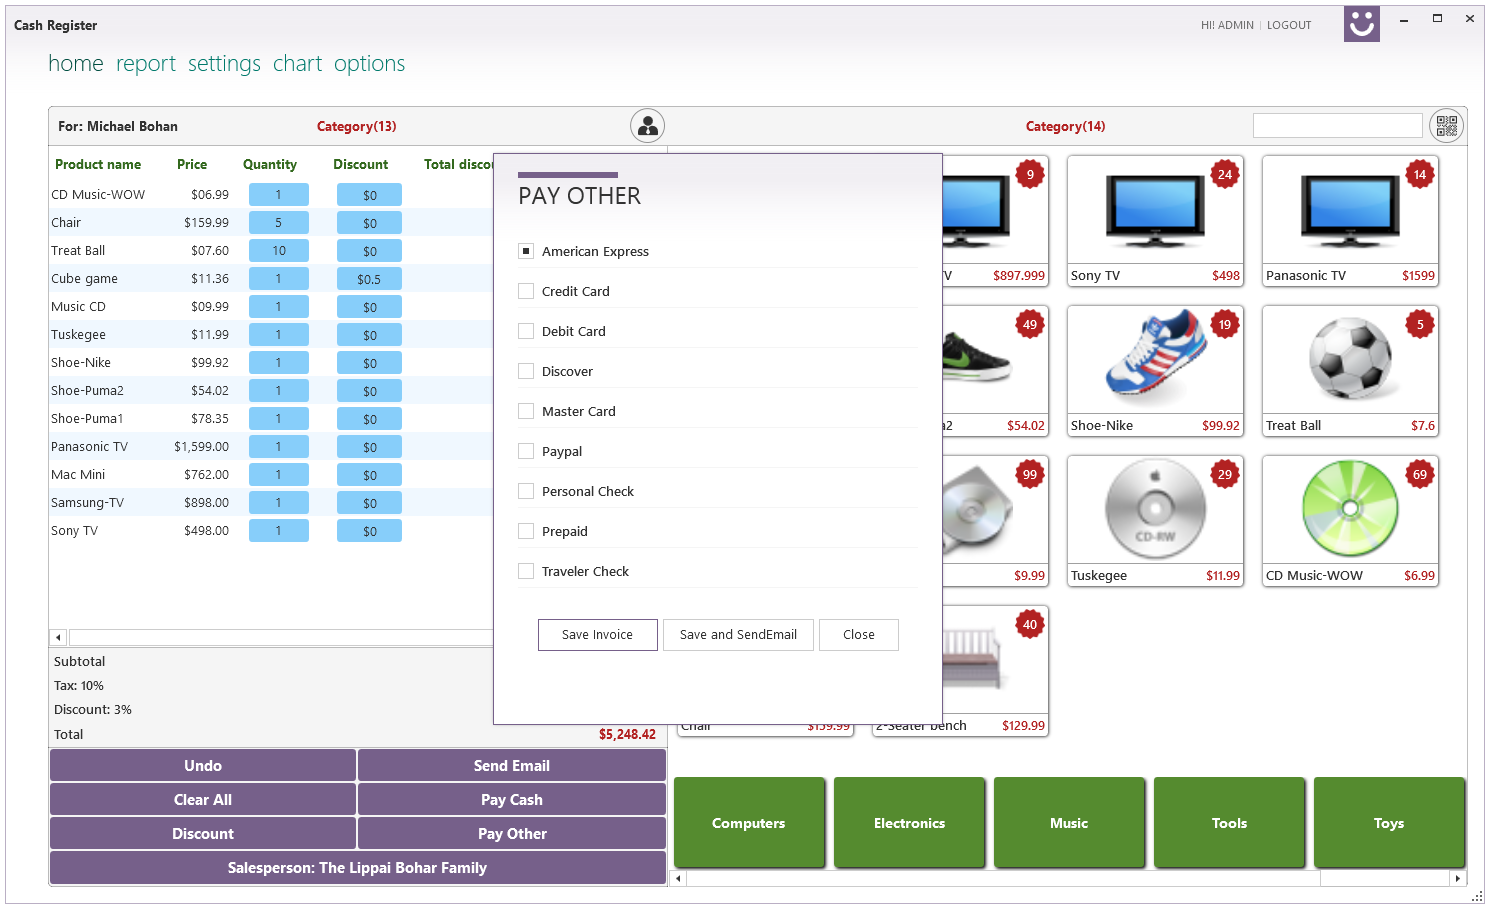 Cash Register
HI! ADMIN | LOGOUT
home report settings chart options
For: Michael Bohan Category(13)
Category(14)
Product name Price Quantity Discount Total
CD Music-WOW $06.99 1 $0
Chair $159.99 5 $0
Treat Ball $07.60 10 $0
Cube game $11.36 1 $0.5
Music CD $09.99 1 $0
Tuskegee $11.99 1 $0
Shoe-Nike $99.92 1 $0
Shoe-Puma2 $54.02 1 $0
Shoe-Puma1 $78.35 1 $0
Panasonic TV $1,599.00 1 $0
Mac Mini $762.00 1 $0
Samsung-TV $898.00 1 $0
Sony TV $498.00 1 $0
Subtotal
Tax: 10%
Discount: 3%
Total $5,248.42
Undo Send Email
Clear All Pay Cash
Discount Pay Other
Salesperson: The Lippai Bohar Family
PAY OTHER
American Express
Credit Card
Debit Card
Discover
Master Card
Paypal
Personal Check
Prepaid
Traveler Check
Save Invoice Save and SendEmail Close
9 24 14
TV $897.999 Sony TV $498 Panasonic TV $1599
49 19 5
a2 $54.02 Shoe-Nike $99.92 Treat Ball $7.6
99 29 69
CD-RW
$9.99 Tuskegee $11.99 CD Music-WOW $6.99
40
Chair $159.99 2-Seater bench $129.99
Computers Electronics Music Tools Toys